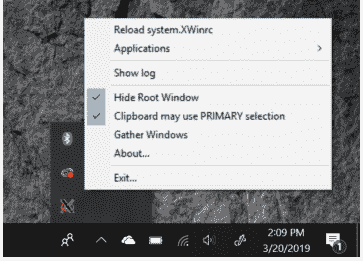 Reload system.XWinrc
Applications
Show log
Hide Root Window
Clipboard may use PRIMARY selection
Gather Windows
About...
Exit...
2:09 PM
3/20/2019
1